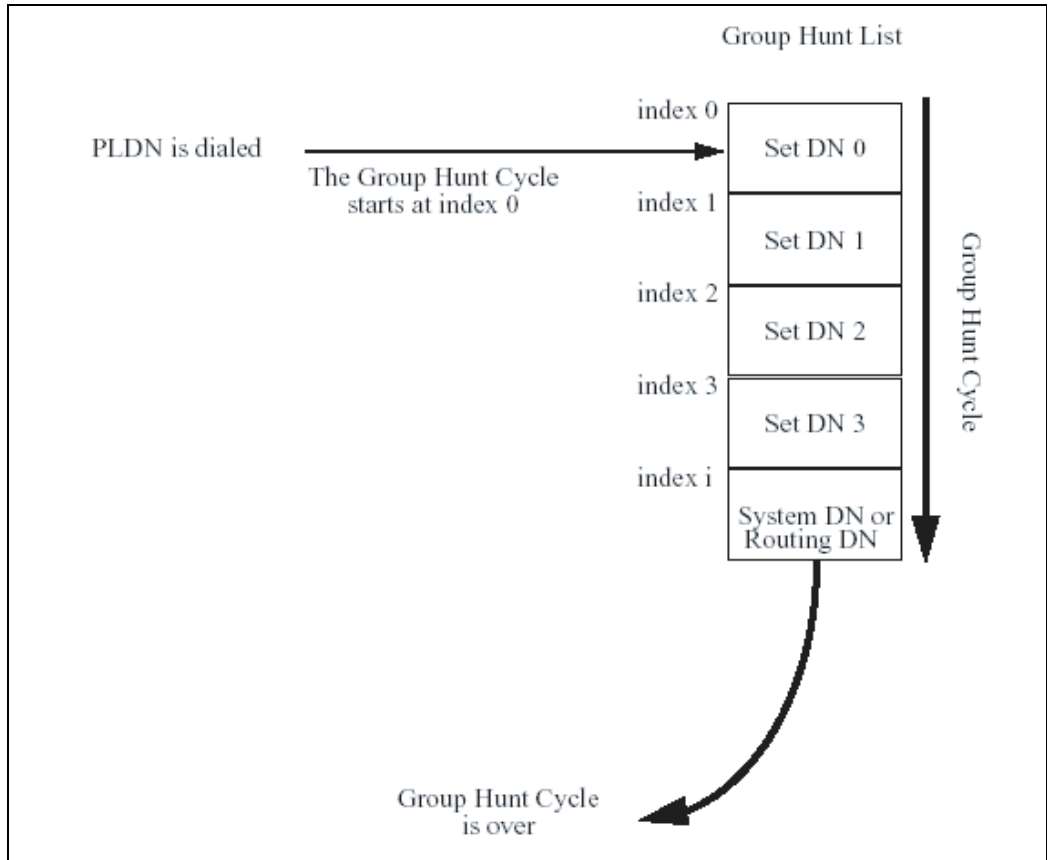 Group Hunt List
index 0
PLDN is dialed
Set DN 0
The Group Hunt Cycle
starts at index 0
index 1
Set DN 1
index 2
Set DN 2
Group Hunt Cycle
index 3
Set DN 3
index i
System DN or
Routing DN
Group Hunt Cycle
is over